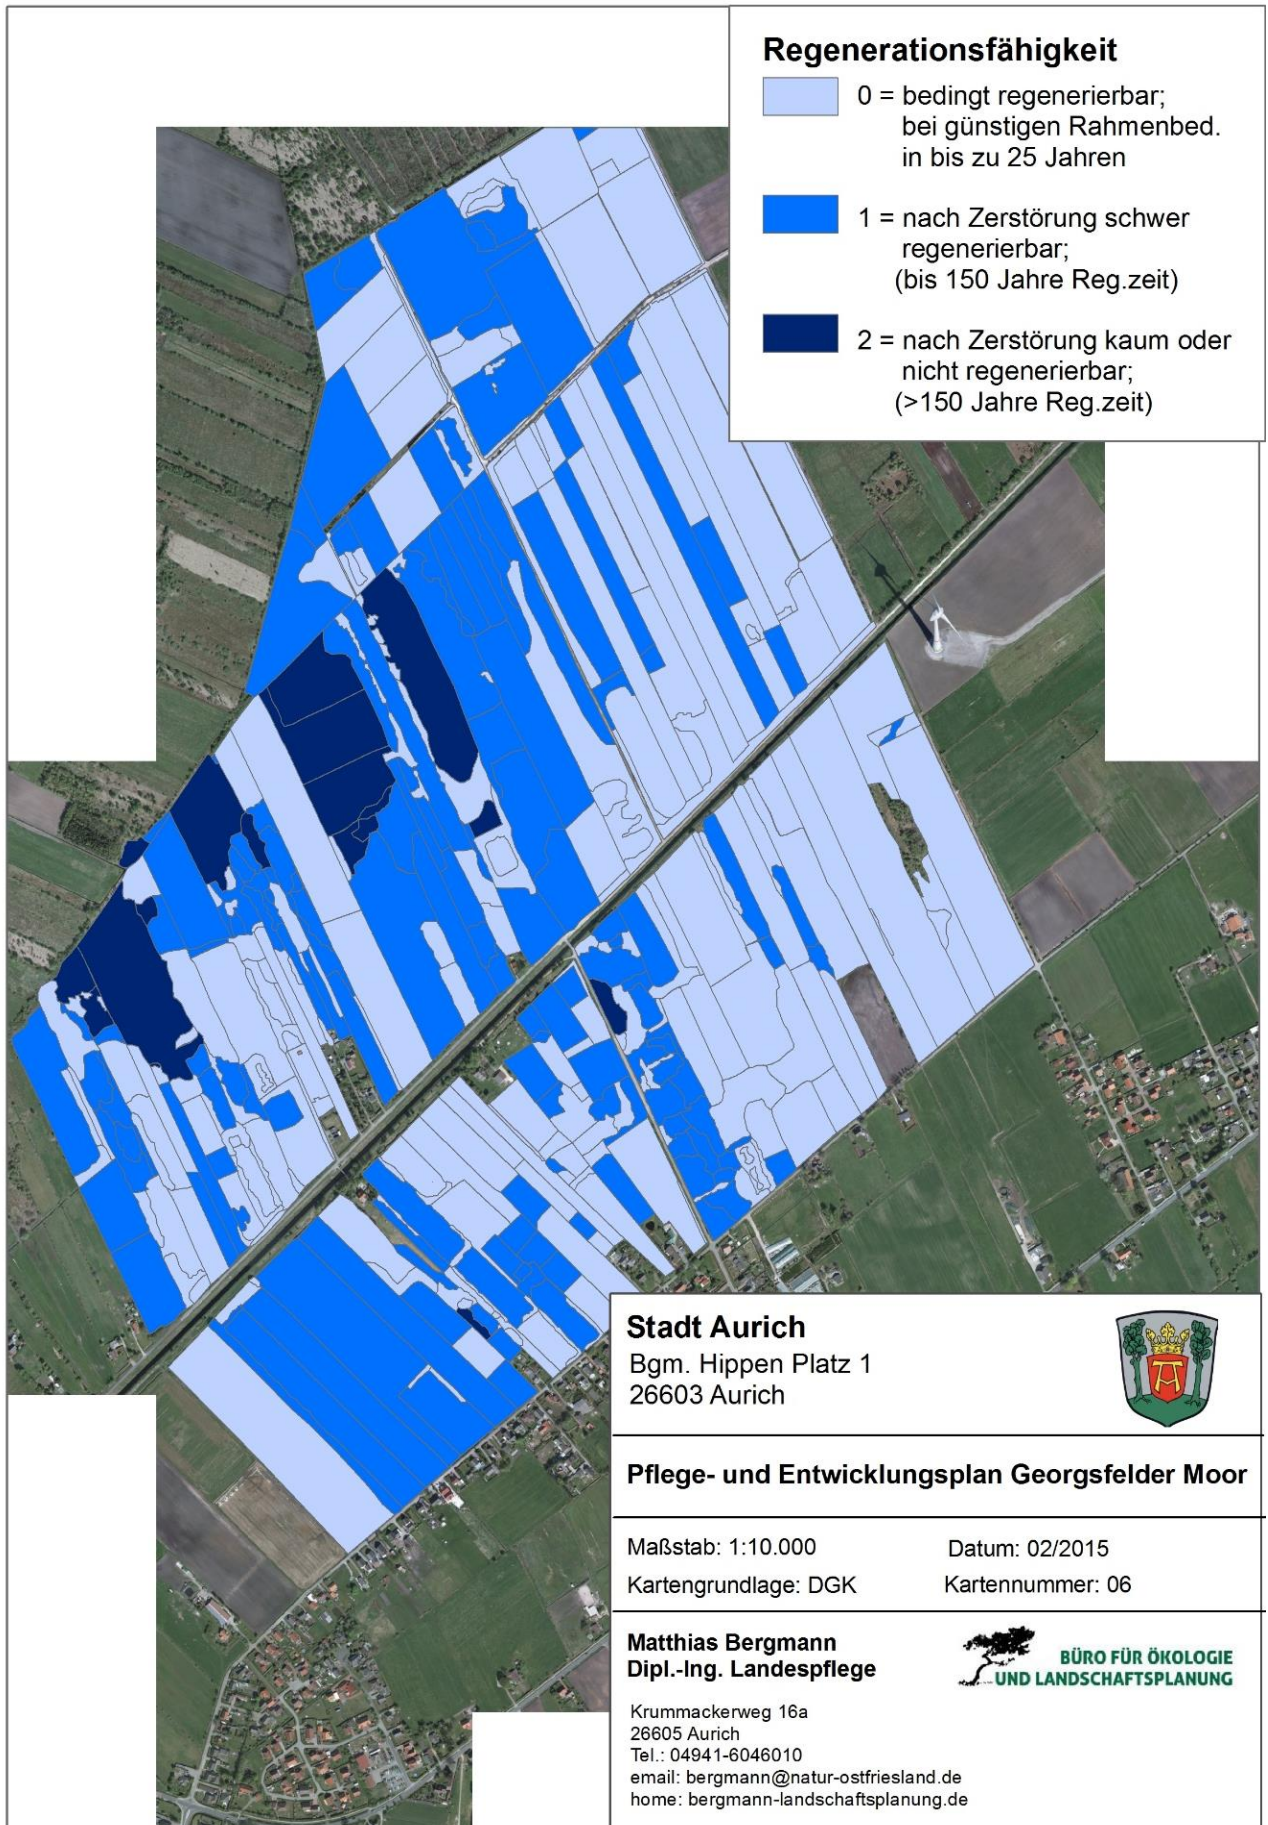 Regenerationsfähigkeit
0 = bedingt regenerierbar;
bei günstigen Rahmenbed.
in bis zu 25 Jahren
1 = nach Zerstörung schwer
regenerierbar;
(bis 150 Jahre Reg.zeit)
2 = nach Zerstörung kaum oder
nicht regenerierbar;
(>150 Jahre Reg.zeit)
Stadt Aurich
Bgm. Hippen Platz 1
26603 Aurich
Pflege- und Entwicklungsplan Georgsfelder Moor
Maßstab: 1:10.000 Datum: 02/2015
Kartengrundlage: DGK Kartennummer: 06
Matthias Bergmann
Dipl.-Ing. Landespflege
BÜRO FÜR ÖKOLOGIE
UND LANDSCHAFTSPLANUNG
Krummackerweg 16a
26605 Aurich
Tel.: 04941-6046010
email: bergmann@natur-ostfriesland.de
home: bergmann-landschaftsplanung.de